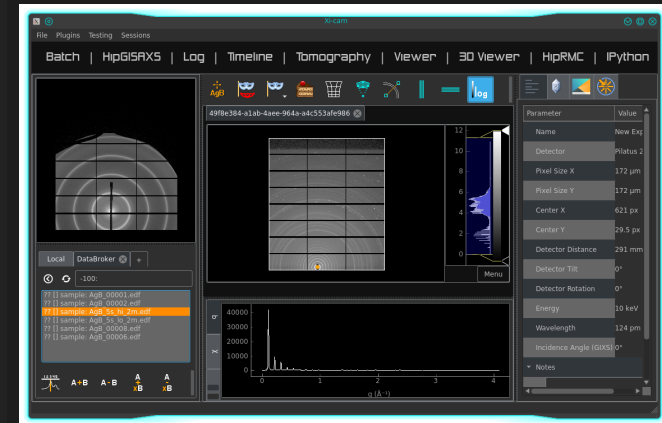 Xi-cam
File Plugins Testing Sessions
Batch | HipGISAXS | Log | Timeline | Tomography | Viewer | 3D Viewer | HipRMC | IPython
AgB
log
49f8e384-a1ab-4aee-964a-a4c553afe986
12
10
8
6
4
2
0
Menu
Local DataBroker +
-100:
?? [] sample: AgB_00001.edf
?? [] sample: AgB_00002.edf
?? [] sample: AgB_5s_hi_2m.edf
?? [] sample: AgB_5s_lo_2m.edf
?? [] sample: AgB_00008.edf
?? [] sample: AgB_00006.edf
A+B
A-B
A
+
xB
A
-
xB
q
χ
40000
30000
20000
10000
0
0 1 2 3 4
q (Å⁻¹)
Parameter Value
Name New Exp
Detector Pilatus 2
Pixel Size X 172 µm
Pixel Size Y 172 µm
Center X 621 px
Center Y 29.5 px
Detector Distance 291 mm
Detector Tilt 0°
Detector Rotation 0°
Energy 10 keV
Wavelength 124 pm
Incidence Angle (GIXS) 0°
Notes